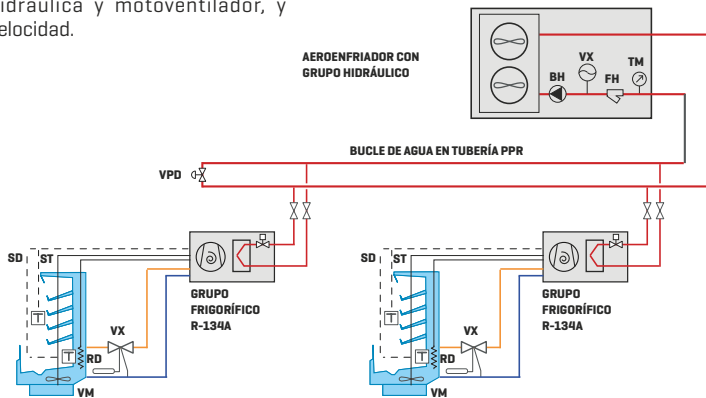 hidráulica y motoventilador, y
elocidad.
AEROENFRIADOR CON
GRUPO HIDRÁULICO
VX
TM
BH
FH
BUCLE DE AGUA EN TUBERÍA PPR
VPD
SD
ST
T
T
VX
RD
VM
GRUPO
FRIGORÍFICO
R-134A
SD
ST
T
T
VX
RD
VM
GRUPO
FRIGORÍFICO
R-134A